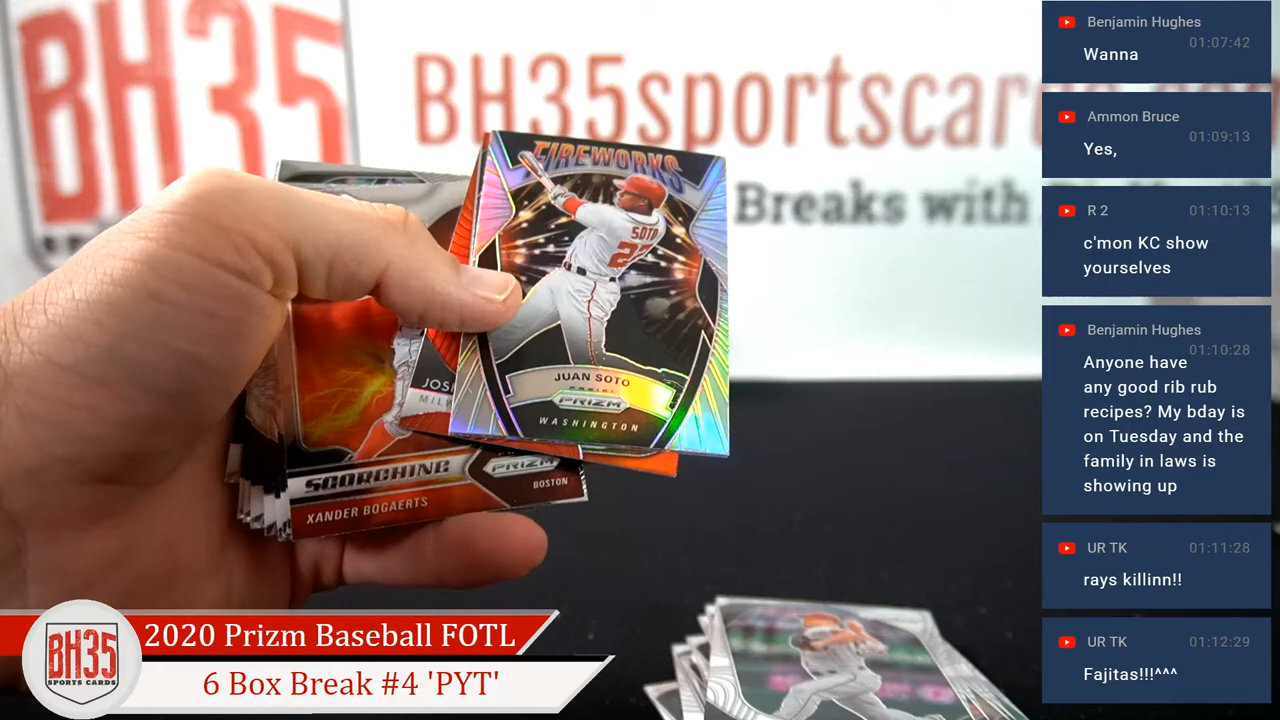 BH35
BH35sportscar
Breaks with
FIREWORKS
SOTO
JUAN SOTO
PRIZM
WASHINGTON
JOS
MILW
SCORCHING
PRIZM
BOSTON
XANDER BOGAERTS
2020 Prizm Baseball FOTL
6 Box Break #4 'PYT'
BH35
SPORTS CARDS
Benjamin Hughes
01:07:42
Wanna
Ammon Bruce
01:09:13
Yes,
R 2
01:10:13
c'mon KC show
yourselves
Benjamin Hughes
01:10:28
Anyone have
any good rib rub
recipes? My bday is
on Tuesday and the
family in laws is
showing up
UR TK
01:11:28
rays killinn!!
UR TK
01:12:29
Fajitas!!!^^^